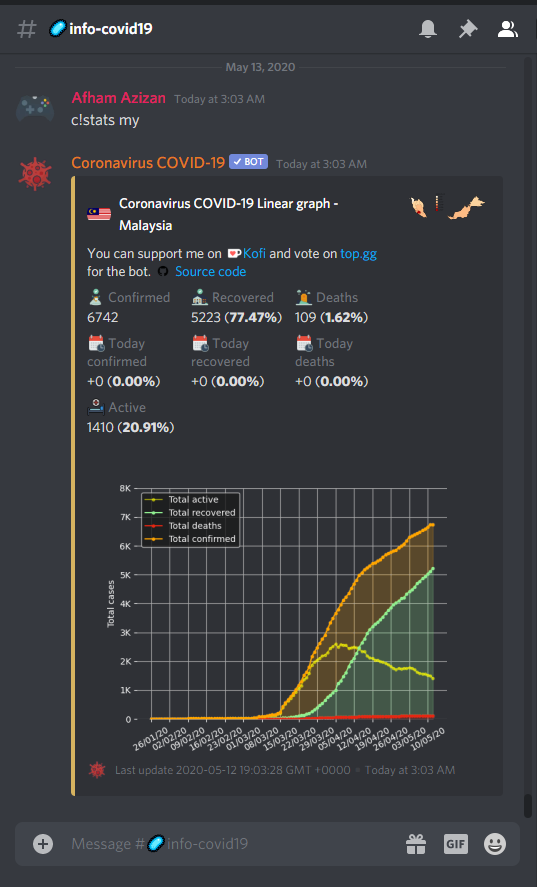 # info-covid19
May 13, 2020
Afham Azizan Today at 3:03 AM
c!stats my
Coronavirus COVID-19 BOT Today at 3:03 AM
Coronavirus COVID-19 Linear graph -
Malaysia
You can support me on Kofi and vote on top.gg
for the bot. Source code
Confirmed Recovered Deaths
6742 5223 (77.47%) 109 (1.62%)
Today Today Today
confirmed recovered deaths
+0 (0.00%) +0 (0.00%) +0 (0.00%)
Active
1410 (20.91%)
8K
7K
6K
5K
4K
3K
2K
1K
0
Total cases
Total active
Total recovered
Total deaths
Total confirmed
26/01/20 02/02/20 09/02/20 16/02/20 23/02/20 01/03/20 08/03/20 15/03/20 22/03/20 29/03/20 05/04/20 12/04/20 19/04/20 26/04/20 03/05/20 10/05/20
Last update 2020-05-12 19:03:28 GMT +0000 • Today at 3:03 AM
Message # info-covid19
GIF